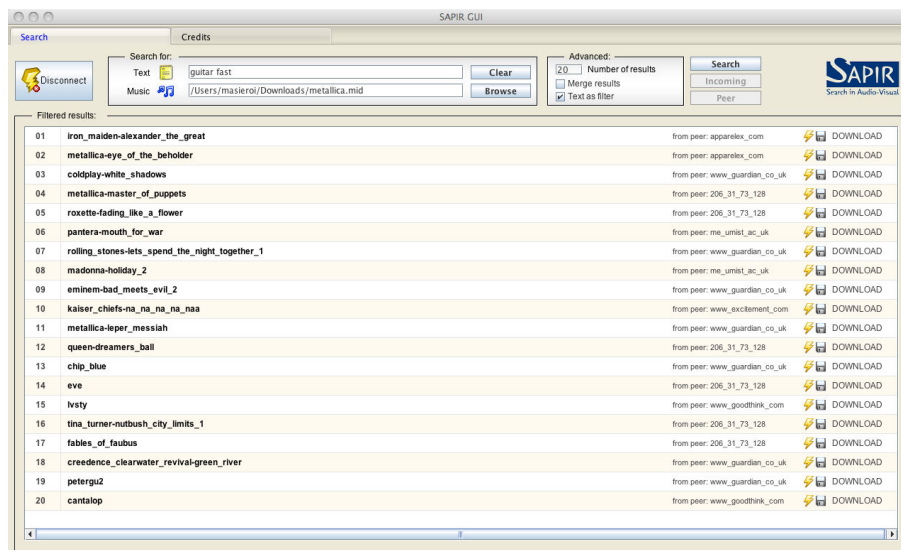 SAPIR GUI
Search Credits
Search for: Advanced:
Disconnect Text guitar fast Clear 20 Number of results Search
Merge results Incoming
Music /Users/masieroi/Downloads/metallica.mid Browse Text as filter Peer
SAPIR
Search in Audio-Visual
Filtered results:
01 iron_maiden-alexander_the_great from peer: apparelex_com DOWNLOAD
02 metallica-eye_of_the_beholder from peer: apparelex_com DOWNLOAD
03 coldplay-white_shadows from peer: www_guardian_co_uk DOWNLOAD
04 metallica-master_of_puppets from peer: 206_31_73_128 DOWNLOAD
05 roxette-fading_like_a_flower from peer: 206_31_73_128 DOWNLOAD
06 pantera-mouth_for_war from peer: me_umist_ac_uk DOWNLOAD
07 rolling_stones-lets_spend_the_night_together_1 from peer: www_guardian_co_uk DOWNLOAD
08 madonna-holiday_2 from peer: me_umist_ac_uk DOWNLOAD
09 eminem-bad_meets_evil_2 from peer: www_guardian_co_uk DOWNLOAD
10 kaiser_chiefs-na_na_na_na_naa from peer: www_excitement_com DOWNLOAD
11 metallica-leper_messiah from peer: www_guardian_co_uk DOWNLOAD
12 queen-dreamers_ball from peer: 206_31_73_128 DOWNLOAD
13 chip_blue from peer: www_guardian_co_uk DOWNLOAD
14 eve from peer: 206_31_73_128 DOWNLOAD
15 lvsty from peer: www_goodthink_com DOWNLOAD
16 tina_turner-nutbush_city_limits_1 from peer: 206_31_73_128 DOWNLOAD
17 fables_of_faubus from peer: 206_31_73_128 DOWNLOAD
18 creedence_clearwater_revival-green_river from peer: www_guardian_co_uk DOWNLOAD
19 petergu2 from peer: www_guardian_co_uk DOWNLOAD
20 cantalop from peer: www_goodthink_com DOWNLOAD